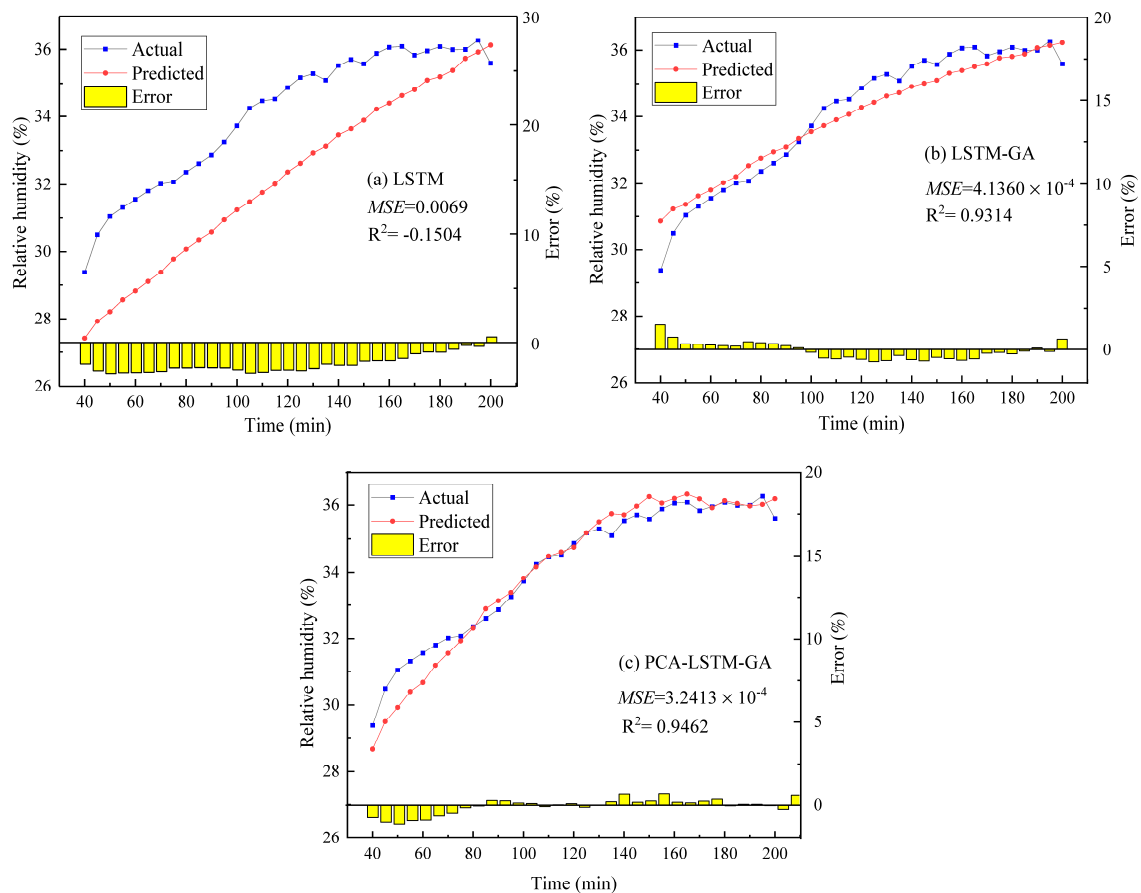 Actual
Predicted
Error
(a) LSTM
MSE=0.0069
R²= -0.1504
Relative humidity (%)
36
34
32
30
28
26
Error (%)
30
20
10
0
40 60 80 100 120 140 160 180 200
Time (min)
Actual
Predicted
Error
(b) LSTM-GA
MSE=4.1360 × 10⁻⁴
R²= 0.9314
Relative humidity (%)
36
34
32
30
28
26
Error (%)
20
15
10
5
0
40 60 80 100 120 140 160 180 200
Time (min)
Actual
Predicted
Error
(c) PCA-LSTM-GA
MSE=3.2413 × 10⁻⁴
R²= 0.9462
Relative humidity (%)
36
34
32
30
28
26
Error (%)
20
15
10
5
0
40 60 80 100 120 140 160 180 200
Time (min)